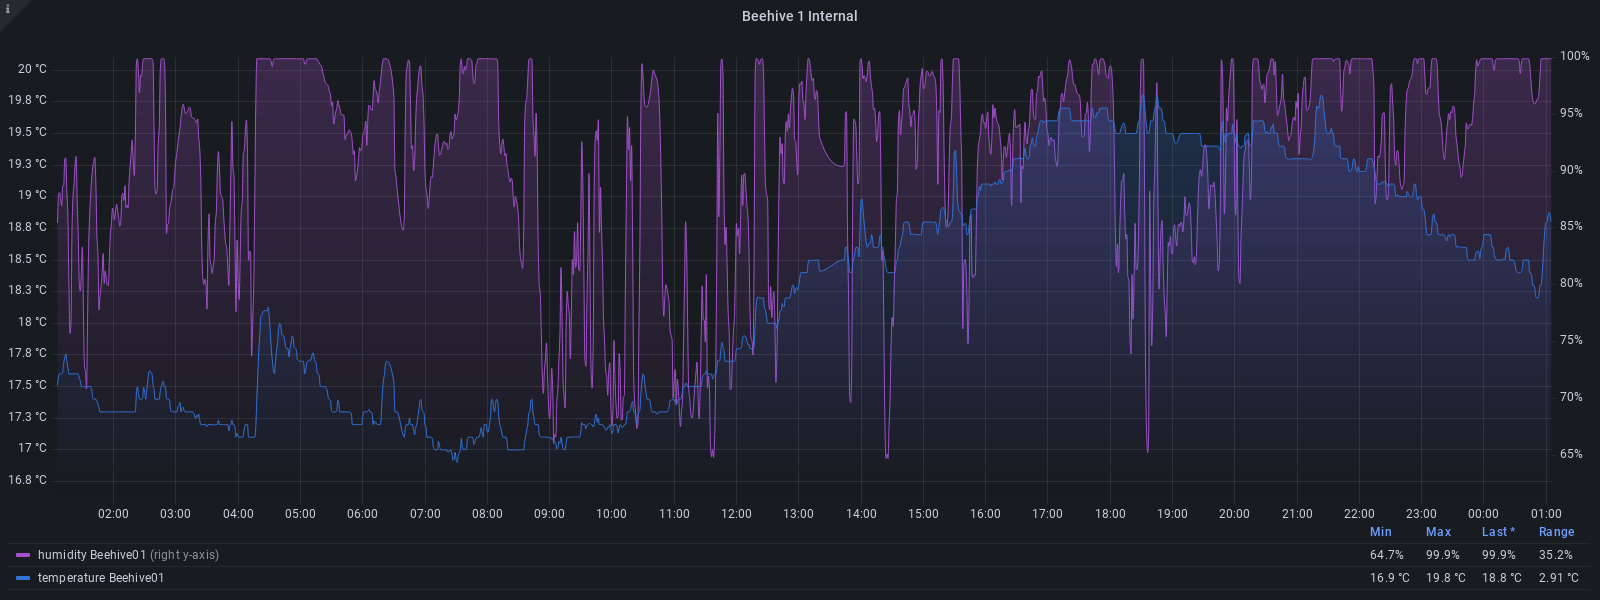 i
Beehive 1 Internal
20 °C
19.8 °C
19.5 °C
19.3 °C
19 °C
18.8 °C
18.5 °C
18.3 °C
18 °C
17.8 °C
17.5 °C
17.3 °C
17 °C
16.8 °C
100%
95%
90%
85%
80%
75%
70%
65%
02:00 03:00 04:00 05:00 06:00 07:00 08:00 09:00 10:00 11:00 12:00 13:00 14:00 15:00 16:00 17:00 18:00 19:00 20:00 21:00 22:00 23:00 00:00 01:00
Min Max Last * Range
humidity Beehive01 (right y-axis) 64.7% 99.9% 99.9% 35.2%
temperature Beehive01 16.9 °C 19.8 °C 18.8 °C 2.91 °C